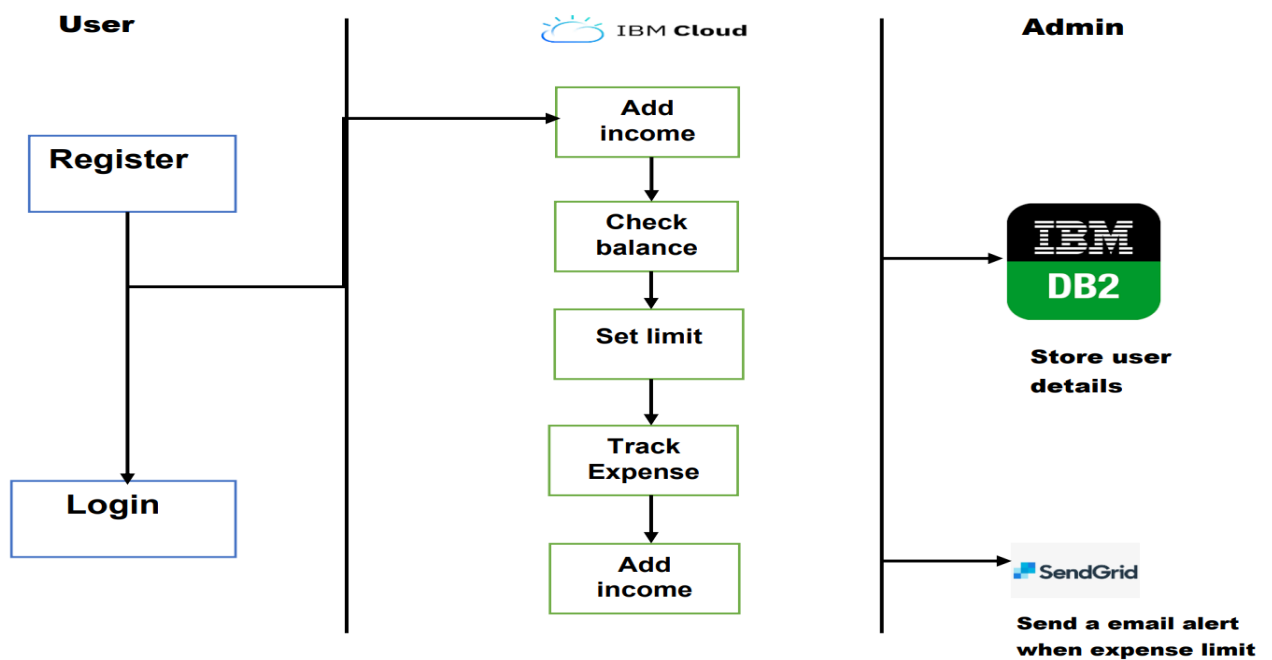 User
IBM Cloud
Admin
Register
Login
Add
income
Check
balance
Set limit
Track
Expense
Add
income
IBM
DB2
Store user
details
SendGrid
Send a email alert
when expense limit